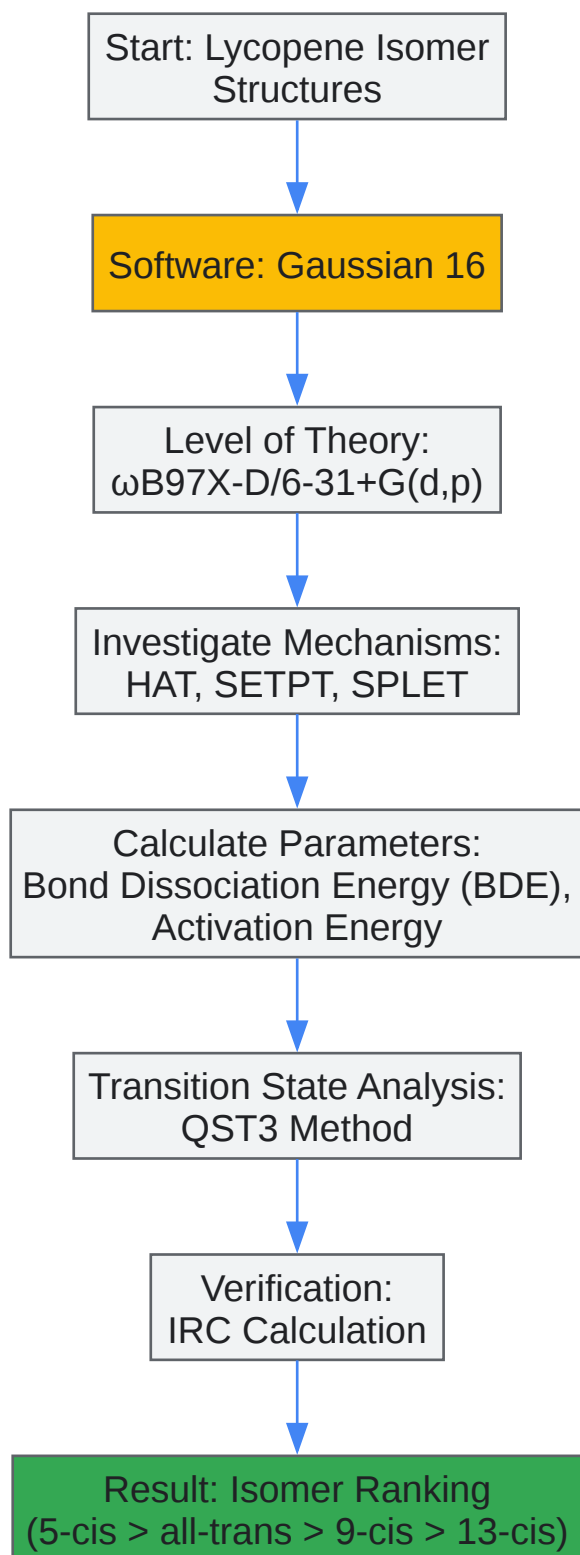 Start: Lycopene Isomer
Structures
Software: Gaussian 16
Level of Theory:
ωB97X-D/6-31+G(d,p)
Investigate Mechanisms:
HAT, SETPT, SPLET
Calculate Parameters:
Bond Dissociation Energy (BDE),
Activation Energy
Transition State Analysis:
QST3 Method
Verification:
IRC Calculation
Result: Isomer Ranking
(5-cis > all-trans > 9-cis > 13-cis)